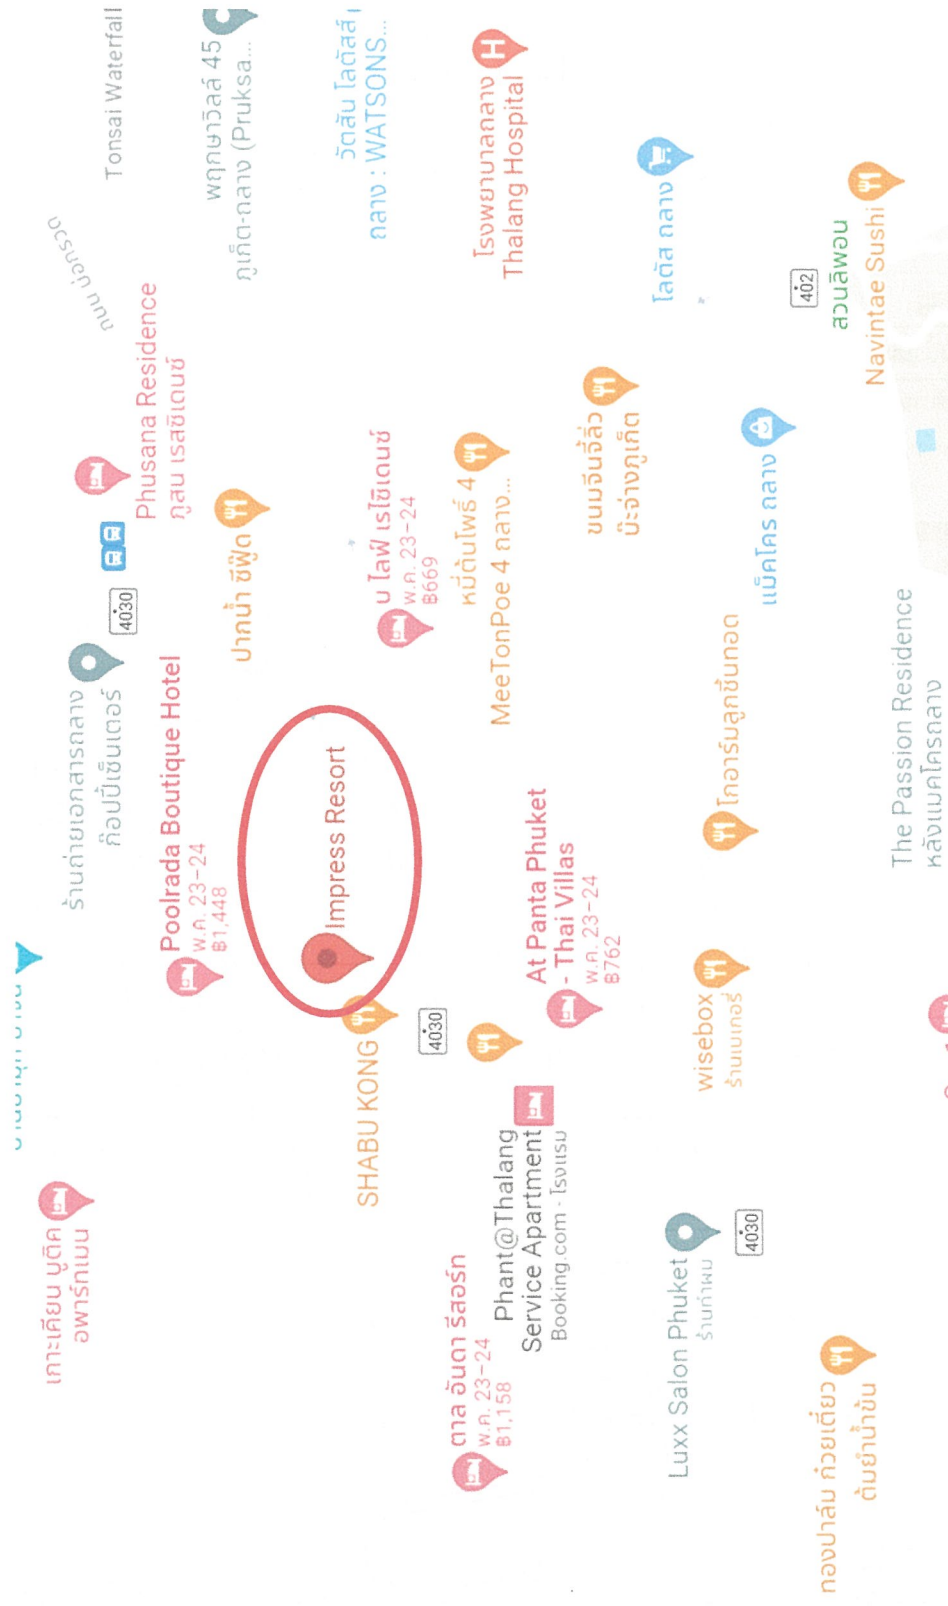 Tonsai Waterfall
ถนน บ่อกรวด
พฤกษาวิลล์ 45
ภูเก็ต-ถลาง (Pruksa...
วัตสัน โลตัสส์
ถลาง : WATSONS...
โรงพยาบาลถลาง
Thalang Hospital
H
โลตัส ถลาง
402
สวนลิพอน
Navintae Sushi
Phusana Residence
ภูสนา เรสซิเดนซ์
4030
ปากน้ำ ซีฟู้ด
ยู ไลฟ์ เรโซิเดนซ์
พ.ค. 23–24
฿669
หมี่ต้นโพธิ์ 4
MeeTonPoe 4 ถลาง...
ขนมจีนจี้ลิ่ว
บ๊ะจ่างภูเก็ต
แม็คโคร ถลาง
ร้านถ่ายเอกสารถลาง
ก๊อปปี้เซ็นเตอร์
Poolrada Boutique Hotel
พ.ค. 23–24
฿1,448
Impress Resort
SHABU KONG
4030
At Panta Phuket
- Thai Villas
พ.ค. 23–24
฿762
โกอาร์มลูกชิ้นทอด
The Passion Residence
หลังแมคโครถลาง
Wisebox
ร้านเบเกอรี่
เกาะเคียน บูติค
อพาร์ทเมน
Phant@Thalang
Service Apartment
Booking.com - โรงแรม
ตาล อันดา รีสอร์ท
พ.ค. 23–24
฿1,158
Luxx Salon Phuket
ร้านทำผม
4030
ทองปาล์ม ก๋วยเตี๋ยว
ต้มยำน้ำข้น